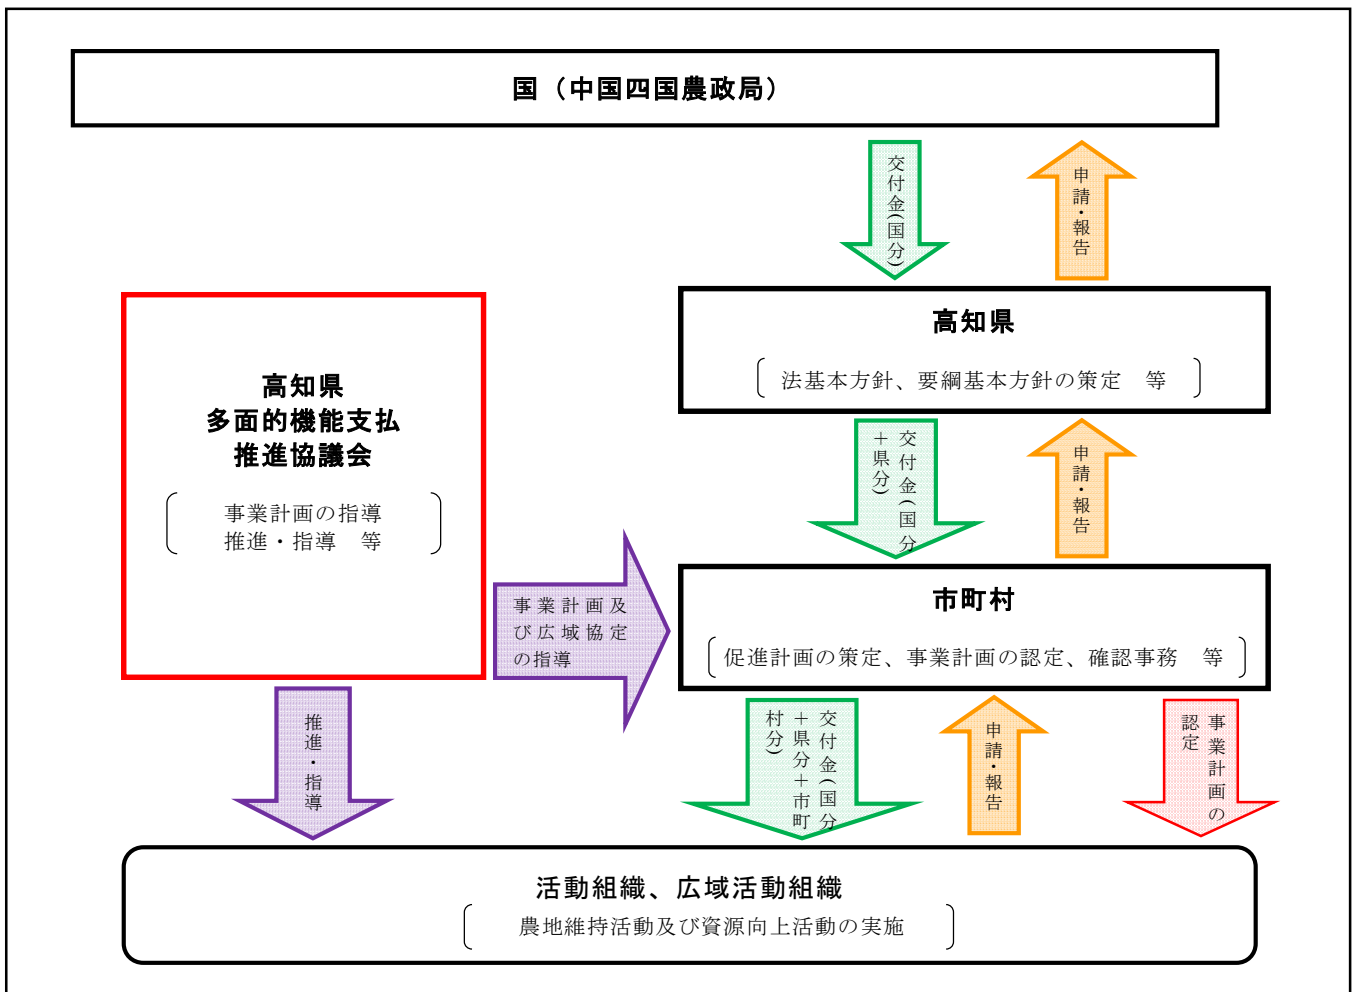 国（中国四国農政局）
交付金(国分)
申請・報告
高知県
法基本方針、要綱基本方針の策定　等
高知県
多面的機能支払
推進協議会
事業計画の指導
推進・指導　等
交付金(国分
＋県分)
申請・報告
事業計画及
び広域協定
の指導
市町村
促進計画の策定、事業計画の認定、確認事務　等
推進・指導
交付金(国分
＋県分＋市町
村分)
申請・報告
事業計画の
認定
活動組織、広域活動組織
農地維持活動及び資源向上活動の実施